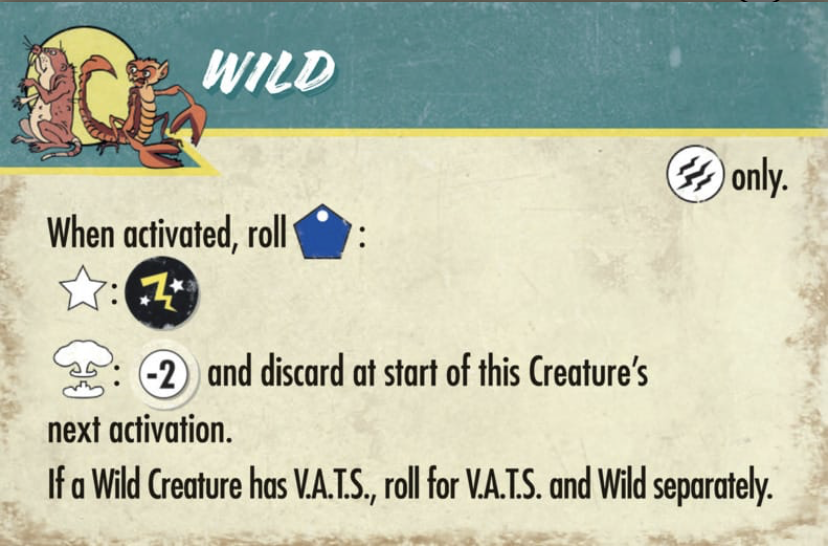 WILD
only.
When activated, roll :
:
: -2 and discard at start of this Creature's
next activation.
If a Wild Creature has V.A.T.S., roll for V.A.T.S. and Wild separately.